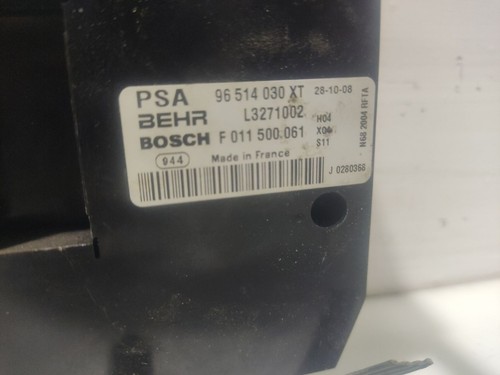 PSA 96 514 030 XT 28-10-08
BEHR L3271002 H04
BOSCH F 011 500 061 X04
S11
944 Made in France J 0280368
N68 2004 RFTA